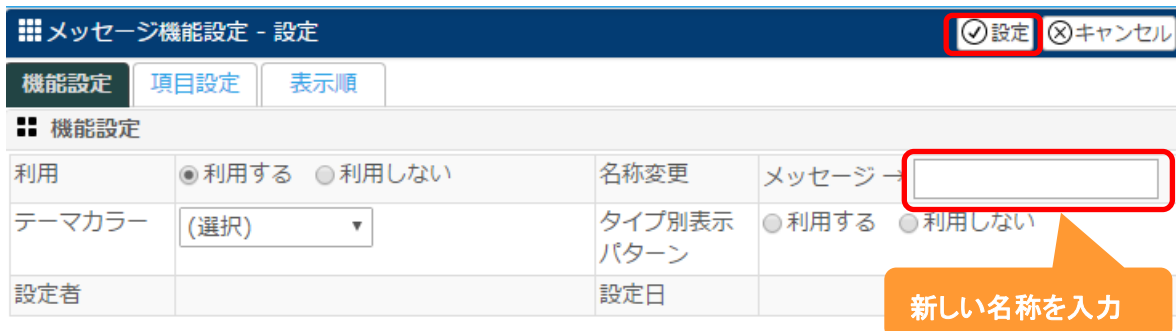 メッセージ機能設定 - 設定 設定 キャンセル
機能設定 項目設定 表示順
機能設定
利用 利用する 利用しない 名称変更 メッセージ→
テーマカラー (選択) タイプ別表示 利用する 利用しない
パターン
設定者 設定日
新しい名称を入力